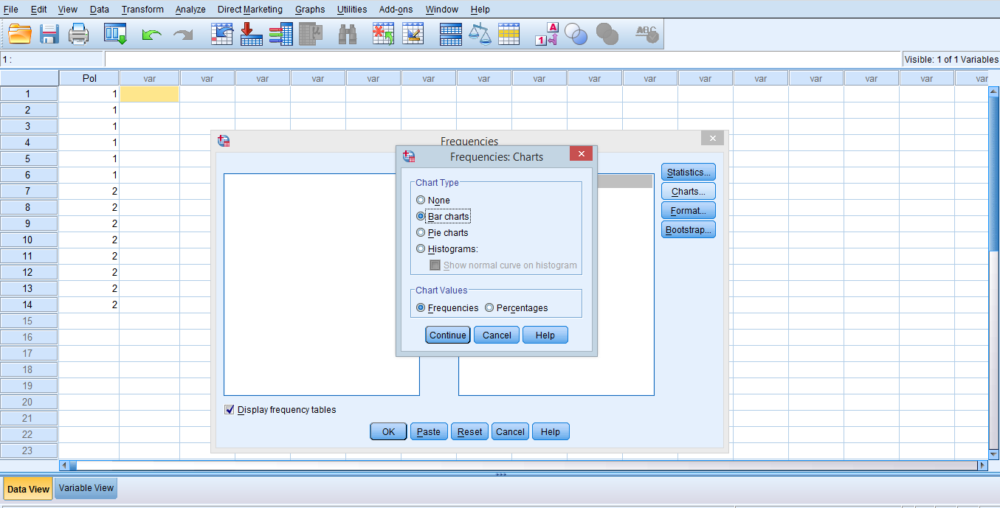 File Edit View Data Transform Analyze Direct Marketing Graphs Utilities Add-ons Window Help
A
1
ABC
1 :
Visible: 1 of 1 Variables
Pol var var var var var var var var var var var var var var var var
1 1
2 1
3 1
4 1
5 1
6 1
7 2
8 2
9 2
10 2
11 2
12 2
13 2
14 2
15
16
17
18
19
20
21
22
23
Frequencies
Statistics...
Charts...
Format...
Bootstrap...
Frequencies: Charts
Chart Type
None
Bar charts
Pie charts
Histograms:
Show normal curve on histogram
Chart Values
Frequencies Percentages
Continue Cancel Help
Display frequency tables
OK Paste Reset Cancel Help
Data View Variable View